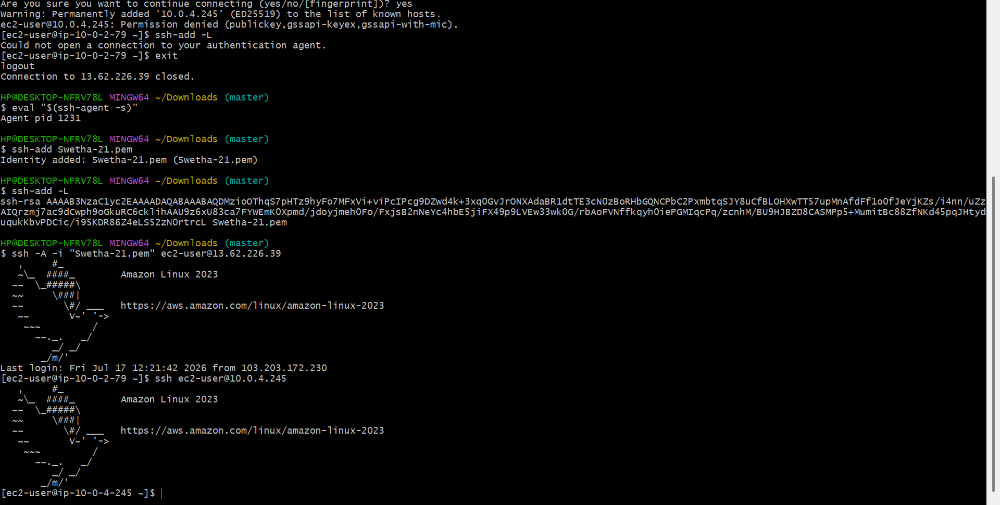 Are you sure you want to continue connecting (yes/no/[fingerprint])? yes
Warning: Permanently added '10.0.4.245' (ED25519) to the list of known hosts.
ec2-user@10.0.4.245: Permission denied (publickey,gssapi-keyex,gssapi-with-mic).
[ec2-user@ip-10-0-2-79 ~]$ ssh-add -L
Could not open a connection to your authentication agent.
[ec2-user@ip-10-0-2-79 ~]$ exit
logout
Connection to 13.62.226.39 closed.

HP@DESKTOP-NFRV78L MINGW64 ~/Downloads (master)
$ eval "$(ssh-agent -s)"
Agent pid 1231

HP@DESKTOP-NFRV78L MINGW64 ~/Downloads (master)
$ ssh-add Swetha-21.pem
Identity added: Swetha-21.pem (Swetha-21.pem)

HP@DESKTOP-NFRV78L MINGW64 ~/Downloads (master)
$ ssh-add -L
ssh-rsa AAAAB3NzaC1yc2EAAAADAQABAAABAQDMzioOThqS7pHTz9hyFo7MFxVi+viPcIPcg9DZwd4k+3xq0GvJrONXAdaBR1dtTE3cN0zBoRHbGQNCPbC2PxmbtqSJY8uCfBLOHXwTT57upMnAfdFf1o0fJeYjKZs/i4nn/uZz
AIQrzmj7ac9dCwph9oGkuRC6cklihAAU9z6xU83ca7FYWEmKOXpmd/jdoyjmeh0Fo/FxjsB2nNeYc4hbE5jiFX49p9LVEw33wk0G/rbAoFVNffkqyh0iePGMIqcPq/zcnhM/BU9HJBZD8CASMPp5+MumitBc88ZfNKd45pqJHtyd
uqukKbvPDCic/i95KDR86Z4eLS52zN0rtrcL Swetha-21.pem

HP@DESKTOP-NFRV78L MINGW64 ~/Downloads (master)
$ ssh -A -i "Swetha-21.pem" ec2-user@13.62.226.39
   ,     #_
   ~\_  ####_        Amazon Linux 2023
  ~~  \_#####\
  ~~     \###|
  ~~       \#/ ___   https://aws.amazon.com/linux/amazon-linux-2023
   ~~       V~' '->
    ~~~         /
      ~~._.   _/
         _/ _/
       _/m/'
Last login: Fri Jul 17 12:21:42 2026 from 103.203.172.230
[ec2-user@ip-10-0-2-79 ~]$ ssh ec2-user@10.0.4.245
   ,     #_
   ~\_  ####_        Amazon Linux 2023
  ~~  \_#####\
  ~~     \###|
  ~~       \#/ ___   https://aws.amazon.com/linux/amazon-linux-2023
   ~~       V~' '->
    ~~~         /
      ~~._.   _/
         _/ _/
       _/m/'
[ec2-user@ip-10-0-4-245 ~]$